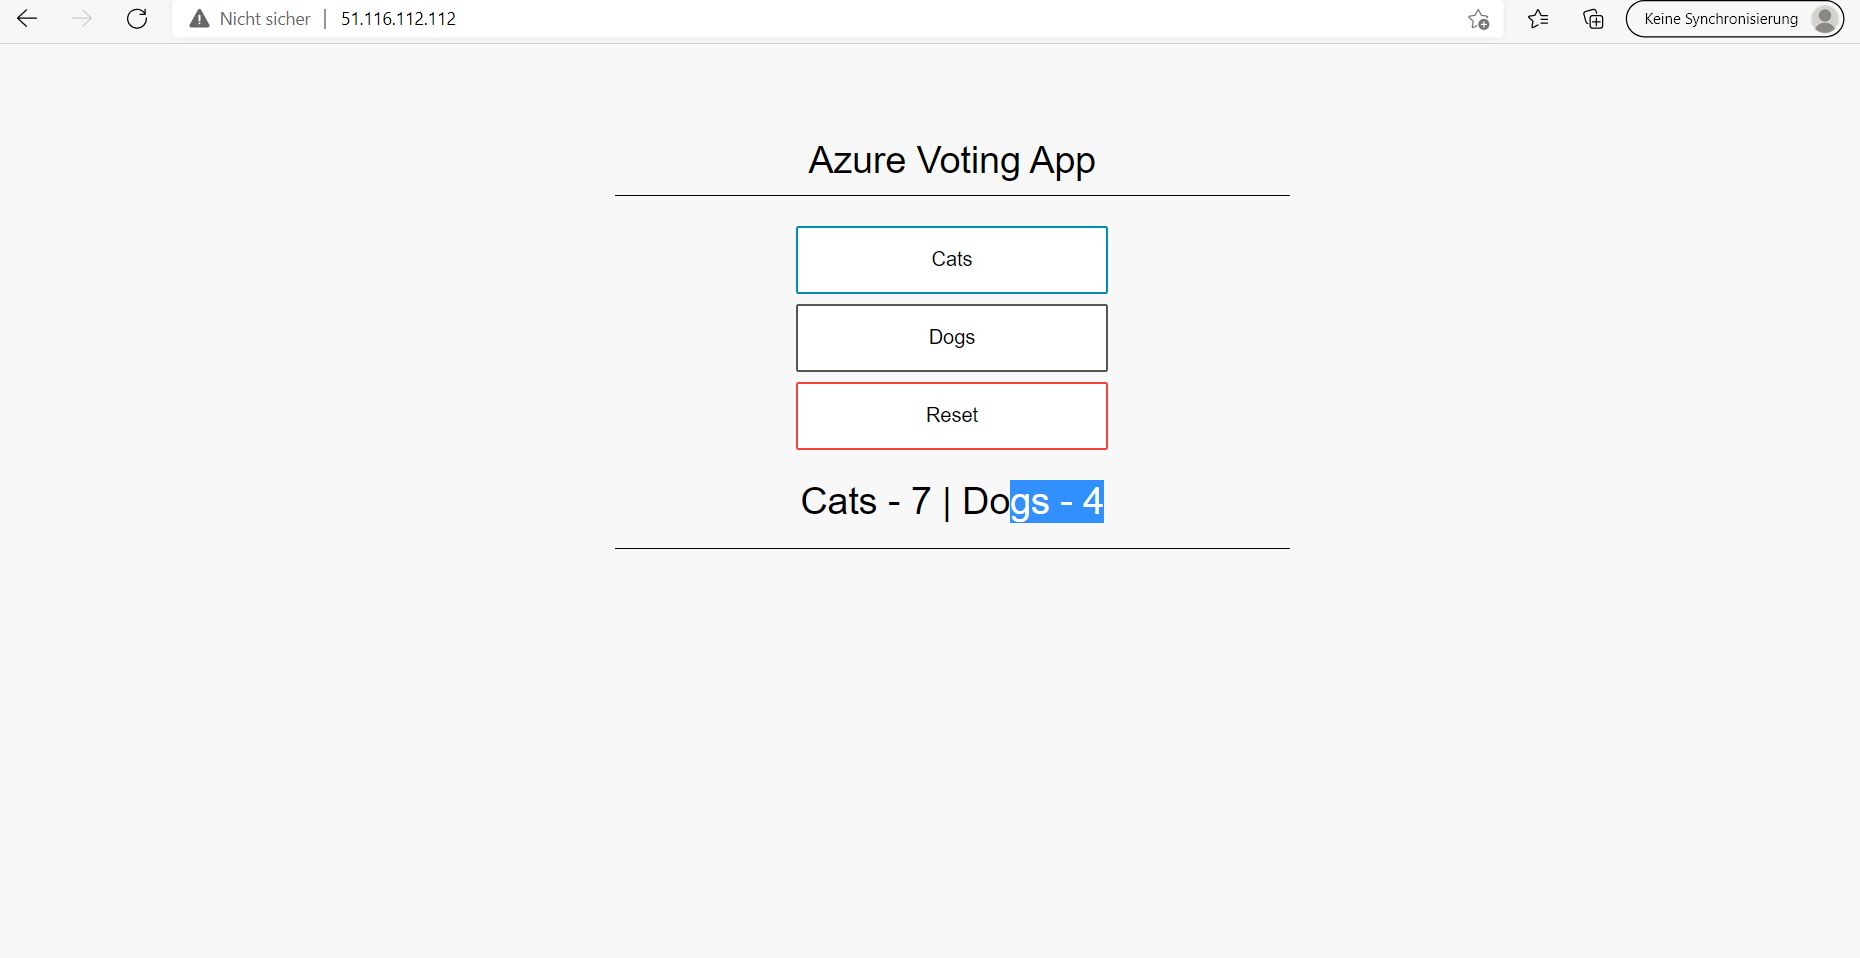 Nicht sicher | 51.116.112.112
Keine Synchronisierung
Azure Voting App
Cats
Dogs
Reset
Cats - 7 | Dogs - 4